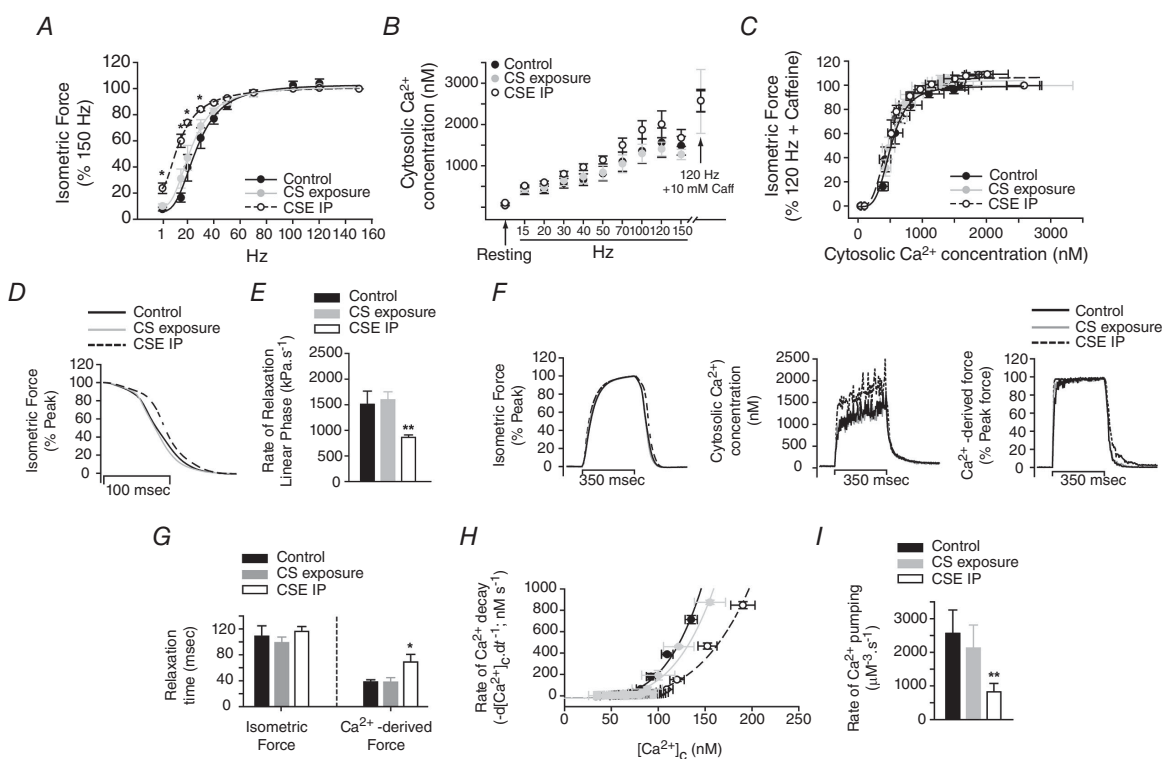 A
Isometric Force
(% 150 Hz)
120
100
80
60
40
20
0
*
*
*
*
Control
CS exposure
CSE IP
1
20
40
60
80
100
120
140
160
Hz
B
Cytosolic Ca2+
concentration (nM)
Control
CS exposure
CSE IP
3000
2000
1000
120 Hz
+10 mM Caff
15
20
30
40
50
70
100
120
150
Resting
Hz
C
Isometric Force
(% 120 Hz + Caffeine)
120
100
80
60
40
20
0
Control
CS exposure
CSE IP
0
1000
2000
3000
Cytosolic Ca2+ concentration (nM)
D
Control
CS exposure
CSE IP
Isometric Force
(% Peak)
120
100
80
60
40
20
0
100 msec
E
Control
CS exposure
CSE IP
Rate of Relaxation
Linear Phase (kPa.s-1)
2500
2000
1500
1000
500
0
**
F
Control
CS exposure
CSE IP
Isometric Force
(% Peak)
120
100
80
60
40
20
0
350 msec
Cytosolic Ca2+)
concentration
(nM)
2500
2000
1500
1000
500
0
350 msec
Ca2+ -derived force
(% Peak force)
120
100
80
60
40
20
0
350 msec
G
Control
CS exposure
CSE IP
Relaxation
time (msec)
120
80
40
0
*
Isometric
Force
Ca2+ -derived
Force
H
Rate of Ca2+ decay
(-d[Ca2+]c.dt-1; nM s-1)
1000
800
600
400
200
0
0
50
100
150
200
250
[Ca2+]c (nM)
I
Control
CS exposure
CSE IP
Rate of Ca2+ pumping
(µM-3.s-1)
4000
3000
2000
1000
0
**